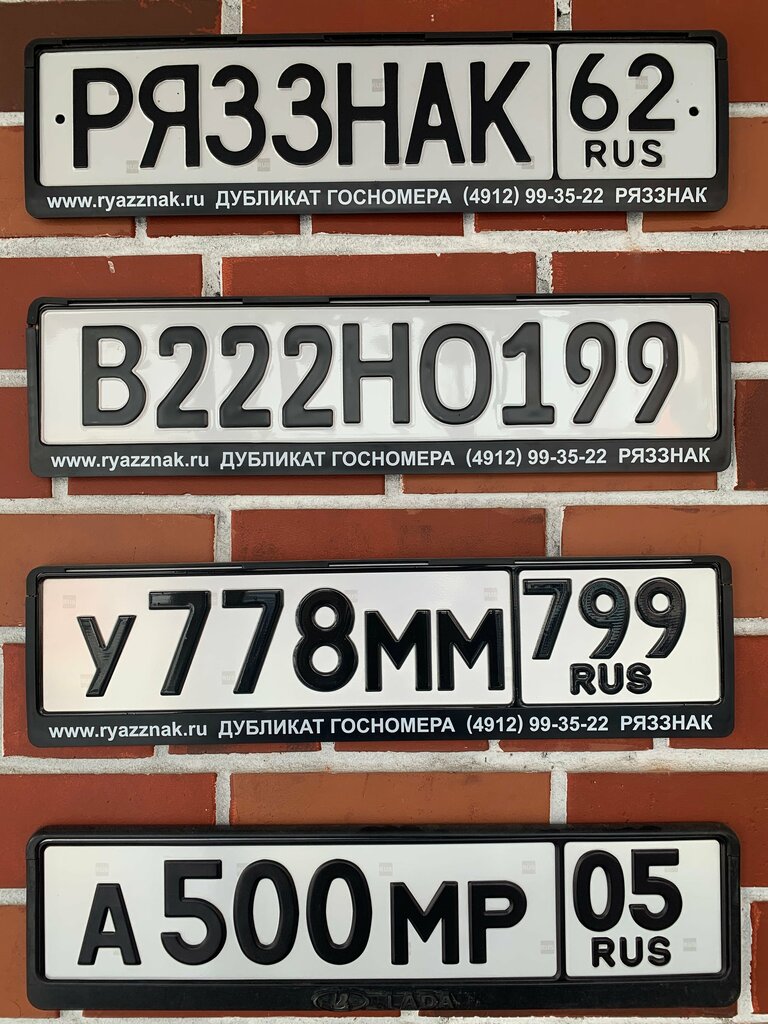 РЯЗЗНАК 62
RUS
www.ryazznak.ru ДУБЛИКАТ ГОСНОМЕРА (4912) 99-35-22 РЯЗЗНАК
В222НО199
www.ryazznak.ru ДУБЛИКАТ ГОСНОМЕРА (4912) 99-35-22 РЯЗЗНАК
У778ММ 799
RUS
www.ryazznak.ru ДУБЛИКАТ ГОСНОМЕРА (4912) 99-35-22 РЯЗЗНАК
А500МР 05
RUS
LADA